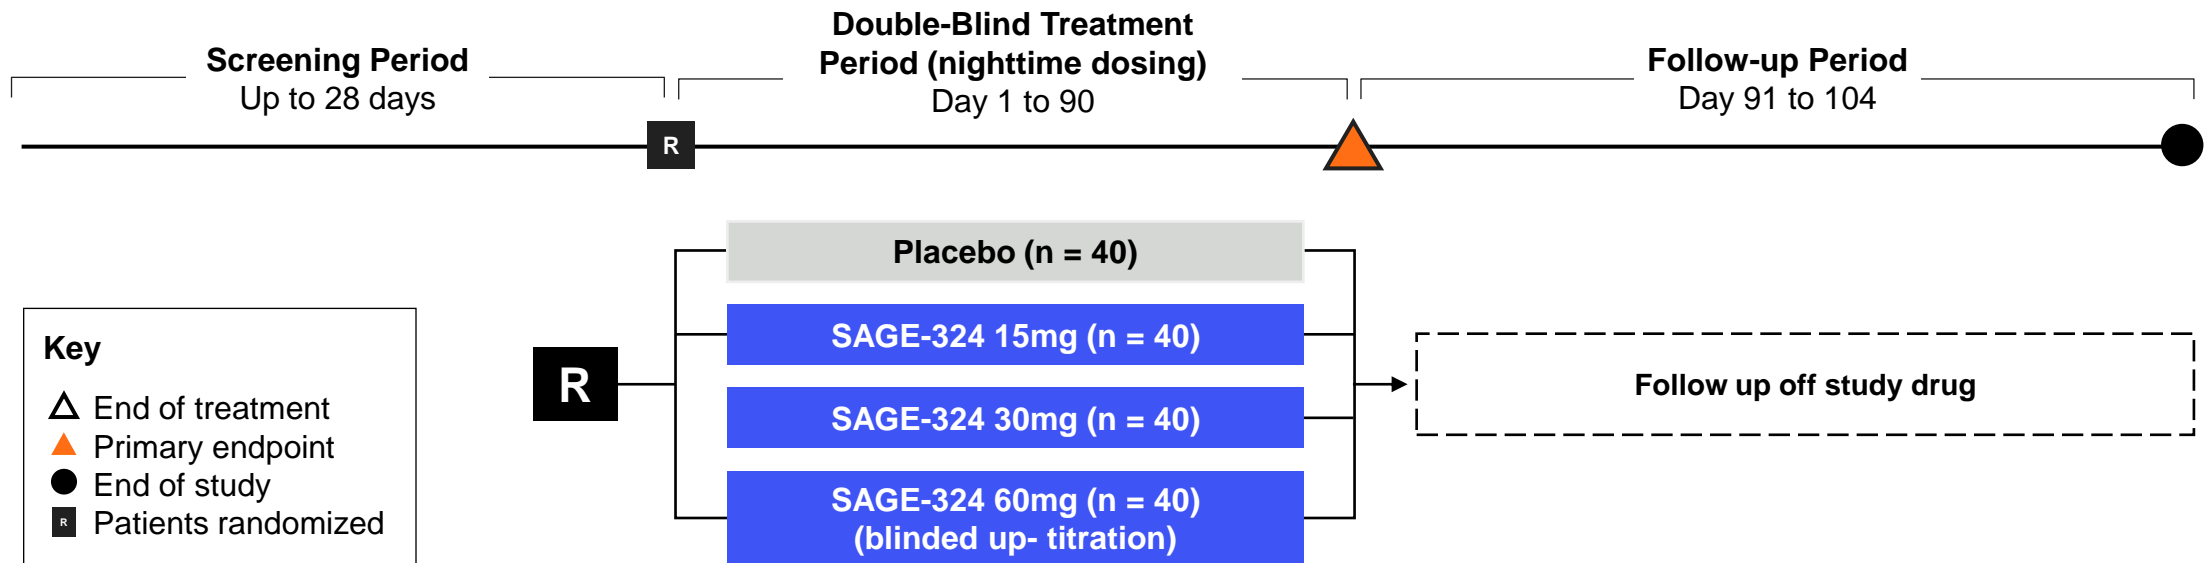 Screening Period
Up to 28 days
Double-Blind Treatment
Period (nighttime dosing)
Day 1 to 90
Follow-up Period
Day 91 to 104
R
Placebo (n = 40)
SAGE-324 15mg (n = 40)
SAGE-324 30mg (n = 40)
SAGE-324 60mg (n = 40)
(blinded up- titration)
R
Follow up off study drug
Key
End of treatment
Primary endpoint
End of study
R Patients randomized